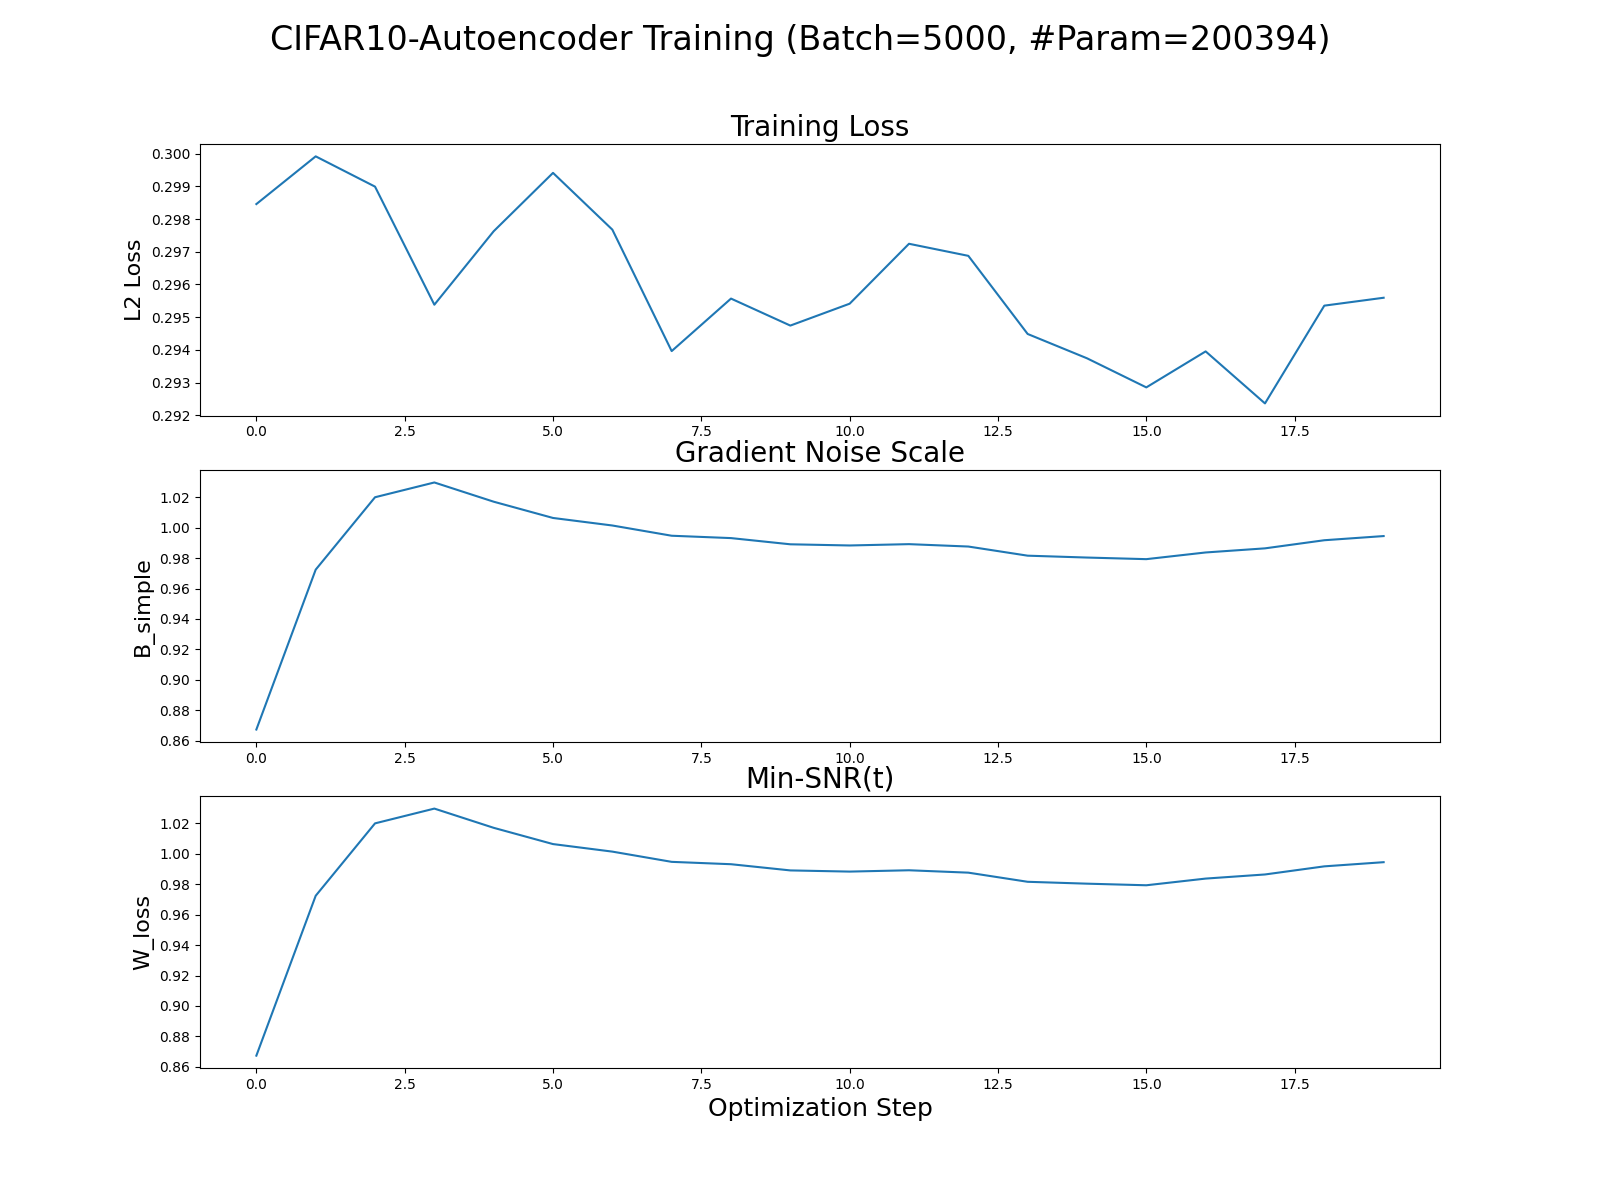 CIFAR10-Autoencoder Training (Batch=5000, #Param=200394)
Training Loss
L2 Loss
0.300
0.299
0.298
0.297
0.296
0.295
0.294
0.293
0.292
0.0 2.5 5.0 7.5 10.0 12.5 15.0 17.5
Gradient Noise Scale
B_simple
1.02
1.00
0.98
0.96
0.94
0.92
0.90
0.88
0.86
0.0 2.5 5.0 7.5 10.0 12.5 15.0 17.5
Min-SNR(t)
W_loss
1.02
1.00
0.98
0.96
0.94
0.92
0.90
0.88
0.86
0.0 2.5 5.0 7.5 10.0 12.5 15.0 17.5
Optimization Step